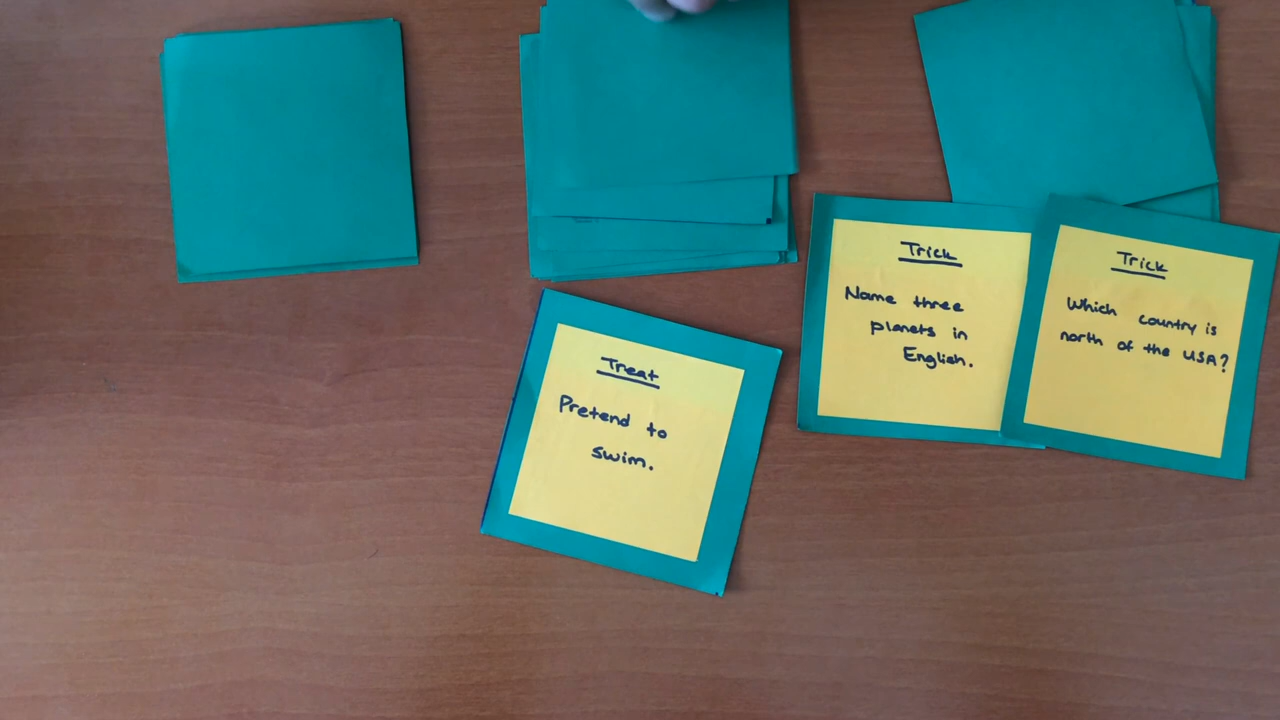 Treat
Pretend to
swim.
Trick
Name three
planets in
English.
Trick
Which country is
north of the USA?